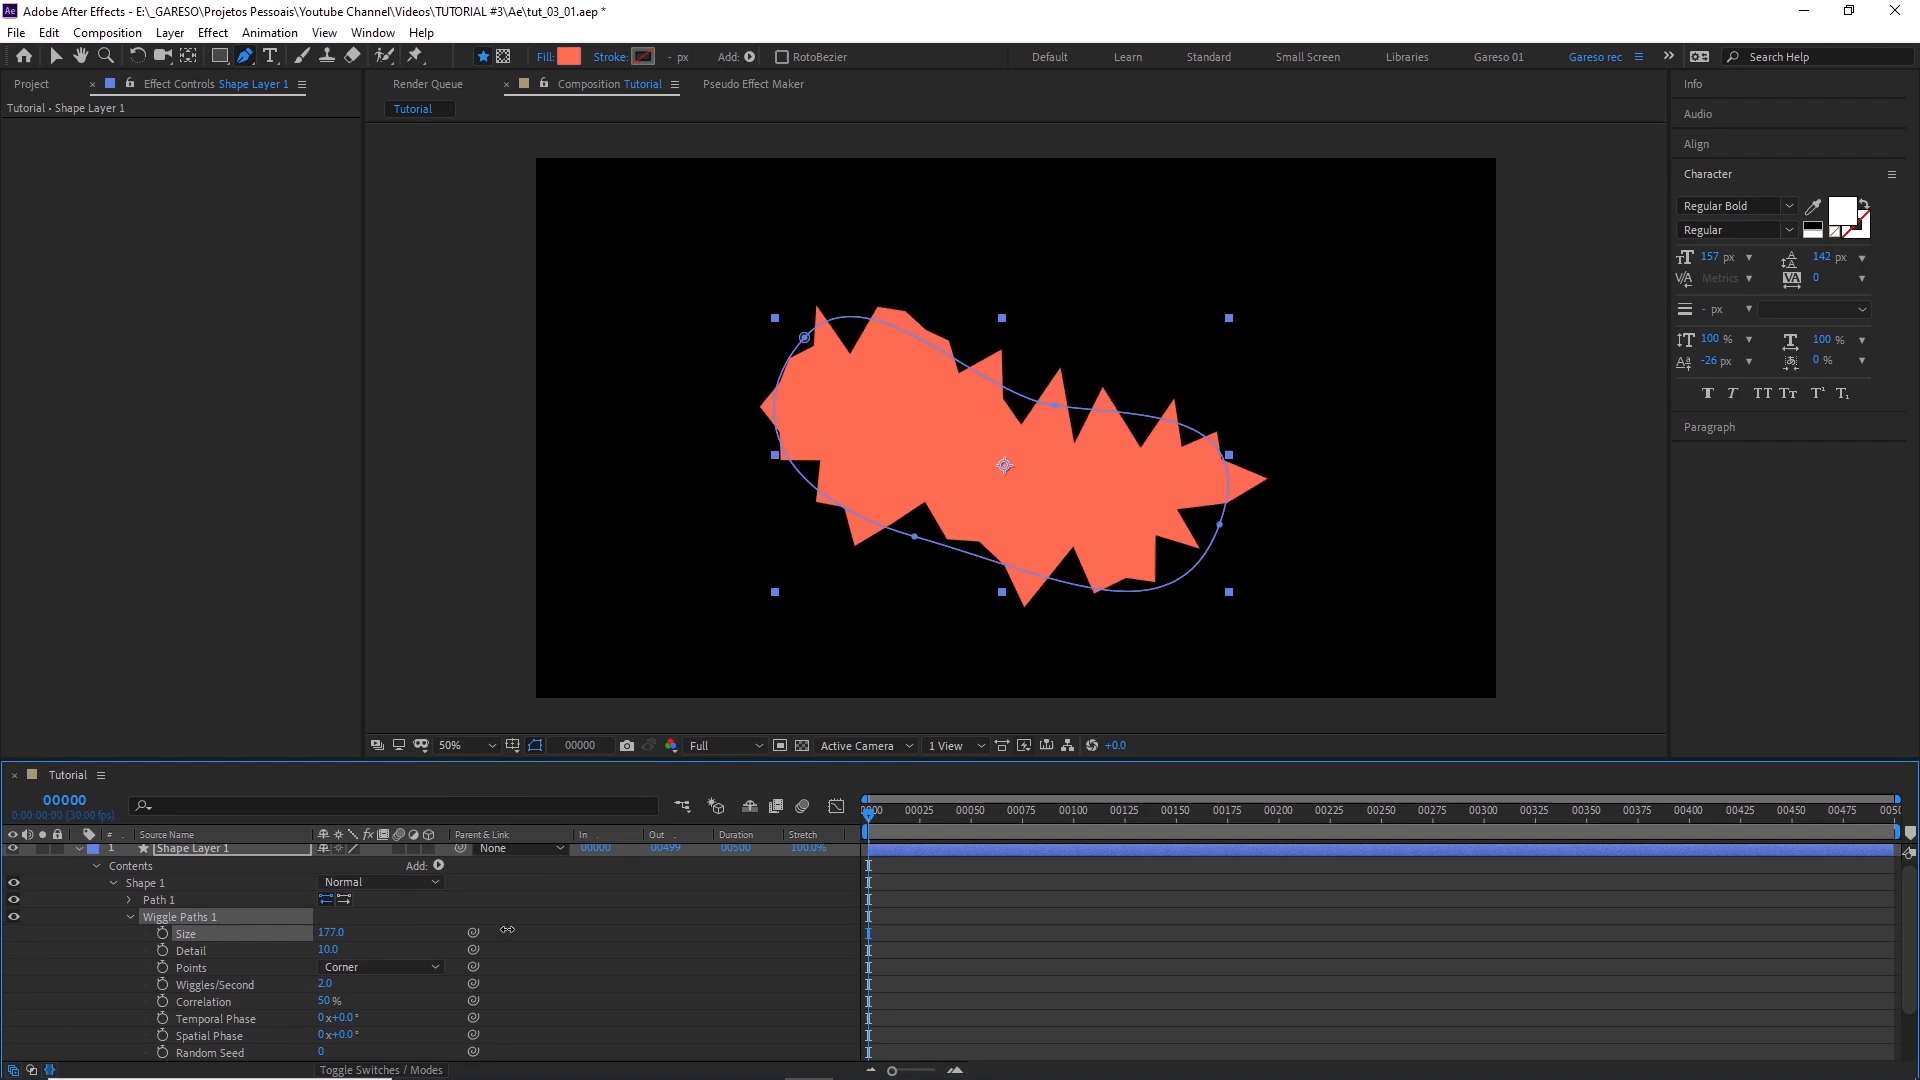 Ae Adobe After Effects - E:\_GARESO\Projetos Pessoais\Youtube Channel\Videos\TUTORIAL #3\Ae\tut_03_01.aep *
File Edit Composition Layer Effect Animation View Window Help
Fill: Stroke: - px Add: RotoBezier Default Learn Standard Small Screen Libraries Gareso 01 Gareso rec Search Help
Project × Effect Controls Shape Layer 1
Render Queue × Composition Tutorial Pseudo Effect Maker
Tutorial • Shape Layer 1
Tutorial
Info
Audio
Align
Character
Regular Bold
Regular
157 px 142 px
Metrics 0
- px
100 % 100 %
-26 px 0 %
T T TT Tт T¹ T₁
Paragraph
50% 00000 Full Active Camera 1 View +0.0
× Tutorial
00000
0:00:00:00 (30.00 fps)
# Source Name Parent & Link In Out Duration Stretch
00025 00050 00075 00100 00125 00150 00175 00200 00225 00250 00275 00300 00325 00350 00375 00400 00425 00450 00475
1 Shape Layer 1 None 00000 00499 00500 100.0%
Contents Add:
Shape 1 Normal
Path 1
Wiggle Paths 1
Size 177.0
Detail 10.0
Points Corner
Wiggles/Second 2.0
Correlation 50 %
Temporal Phase 0 x+0.0 °
Spatial Phase 0 x+0.0 °
Random Seed 0
Toggle Switches / Modes